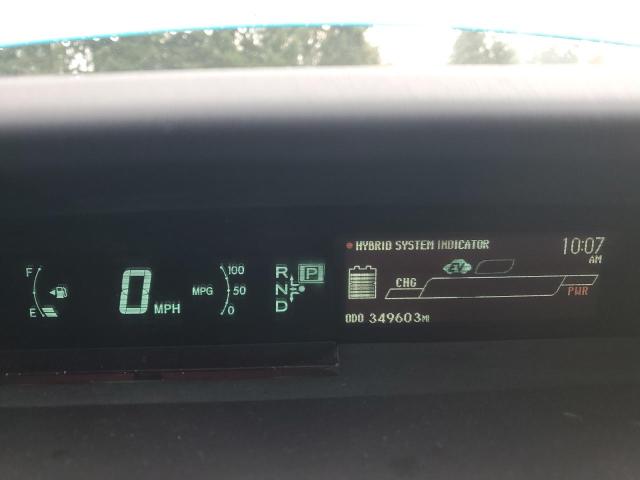 F
E
0 MPH
MPG
100
50
0
R
N
D
P
HYBRID SYSTEM INDICATOR
10:07
AM
EV
CHG
PWR
ODO 349603MI